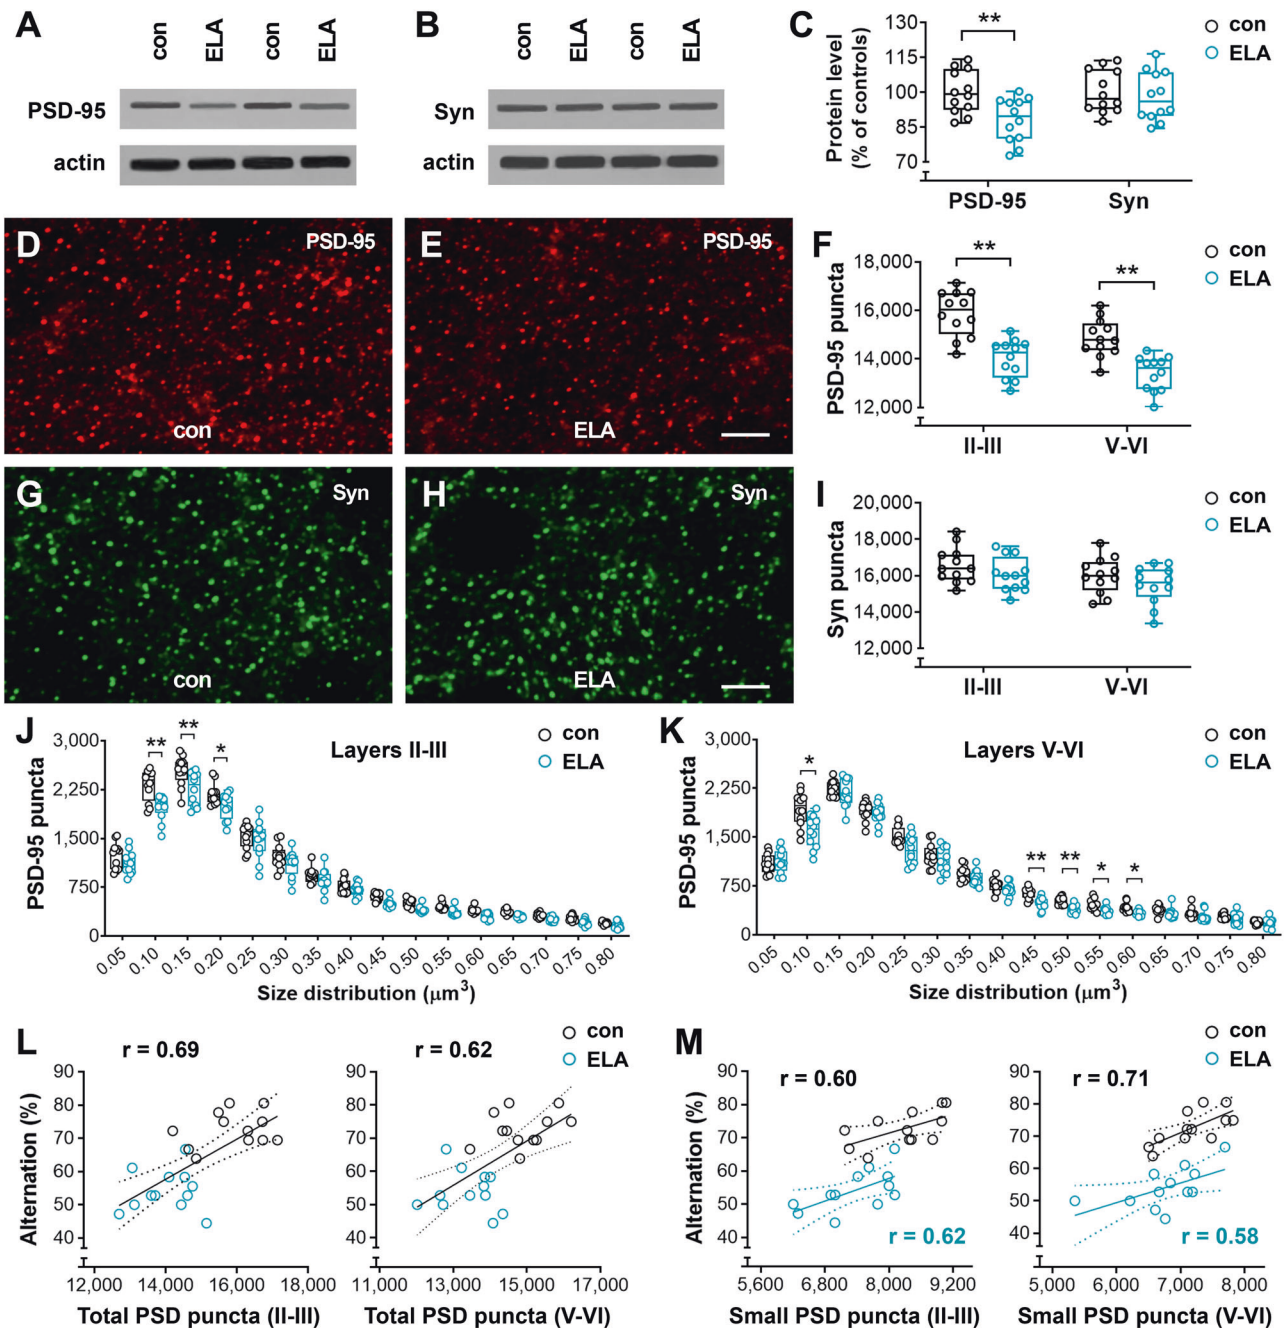 A
con
ELA
con
ELA
PSD-95
actin
B
con
ELA
con
ELA
Syn
actin
C
Protein level
(% of controls)
130
115
100
85
70
**
con
ELA
PSD-95
Syn
D
PSD-95
con
E
PSD-95
ELA
F
PSD-95 puncta
18,000
16,000
14,000
12,000
**
**
con
ELA
II-III
V-VI
G
Syn
con
H
Syn
ELA
I
Syn puncta
20,000
18,000
16,000
14,000
12,000
con
ELA
II-III
V-VI
J
PSD-95 puncta
3,000
2,250
1,500
750
0
**
**
*
Layers II-III
con
ELA
0.05
0.10
0.15
0.20
0.25
0.30
0.35
0.40
0.45
0.50
0.55
0.60
0.65
0.70
0.75
0.80
Size distribution (μm³)
K
PSD-95 puncta
3,000
2,250
1,500
750
0
*
**
**
*
*
Layers V-VI
con
ELA
0.05
0.10
0.15
0.20
0.25
0.30
0.35
0.40
0.45
0.50
0.55
0.60
0.65
0.70
0.75
0.80
Size distribution (μm³)
L
r = 0.69
Alternation (%)
90
80
70
60
50
40
12,000
14,000
16,000
18,000
Total PSD puncta (II-III)
r = 0.62
con
ELA
90
80
70
60
50
40
11,000
13,000
15,000
17,000
Total PSD puncta (V-VI)
M
r = 0.60
Alternation (%)
90
80
70
60
50
40
r = 0.62
5,600
6,800
8,000
9,200
Small PSD puncta (II-III)
r = 0.71
con
ELA
90
80
70
60
50
40
r = 0.58
5,000
6,000
7,000
8,000
Small PSD puncta (V-VI)